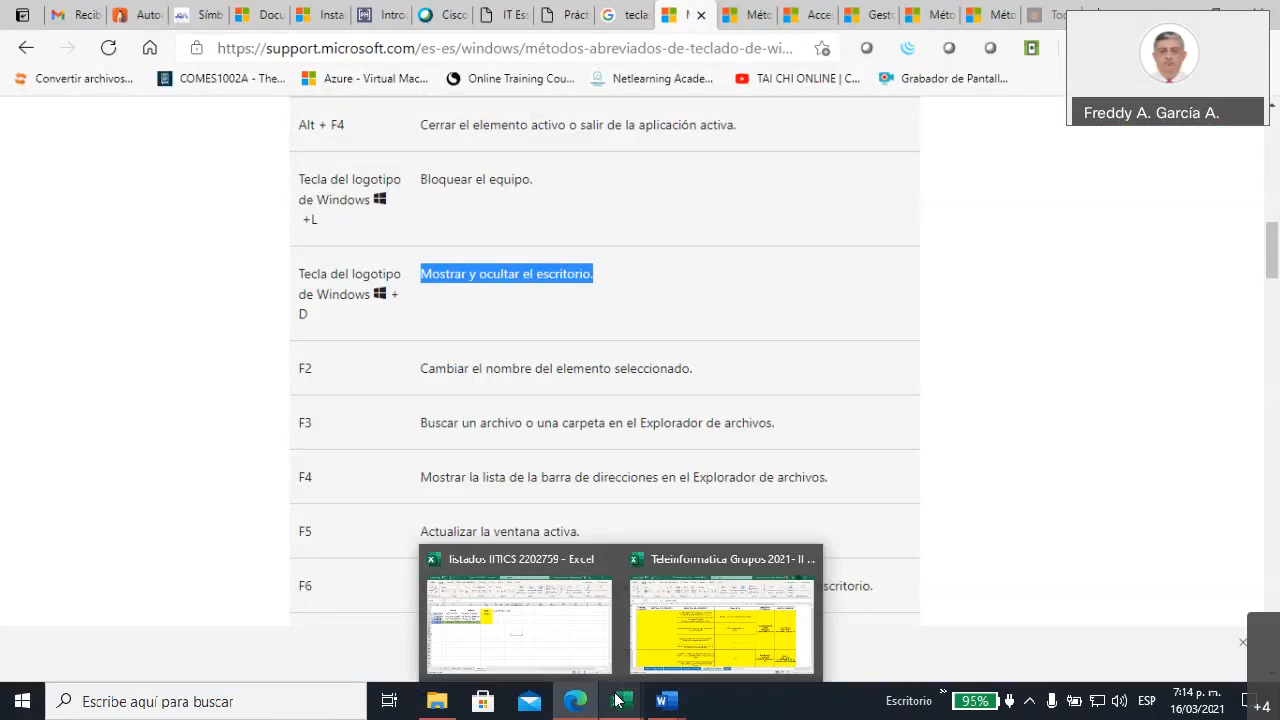 Recib
Autor
Símb
Docu
Insta
Intro
Cisco
IT Es
Prác
tecla
N
Méto
Acce
Gest
Méto
Méto
Too
https://support.microsoft.com/es-es/windows/métodos-abreviados-de-teclado-de-wi...
Convertir archivos...
COMES1002A - The...
Azure - Virtual Mac...
Online Training Cou...
Netlearning Acade...
TAI CHI ONLINE | C...
Grabador de Pantall...
Freddy A. García A.
Alt + F4
Cerrar el elemento activo o salir de la aplicación activa.
Tecla del logotipo
de Windows
+L
Bloquear el equipo.
Tecla del logotipo
de Windows +
D
Mostrar y ocultar el escritorio.
F2
Cambiar el nombre del elemento seleccionado.
F3
Buscar un archivo o una carpeta en el Explorador de archivos.
F4
Mostrar la lista de la barra de direcciones en el Explorador de archivos.
F5
Actualizar la ventana activa.
F6
escritorio.
listados IITICS 2202759 - Excel
Teleinformatica Grupos 2021- II ...
Escribe aquí para buscar
Escritorio
»
95%
ESP
7:14 p. m.
16/03/2021
+4